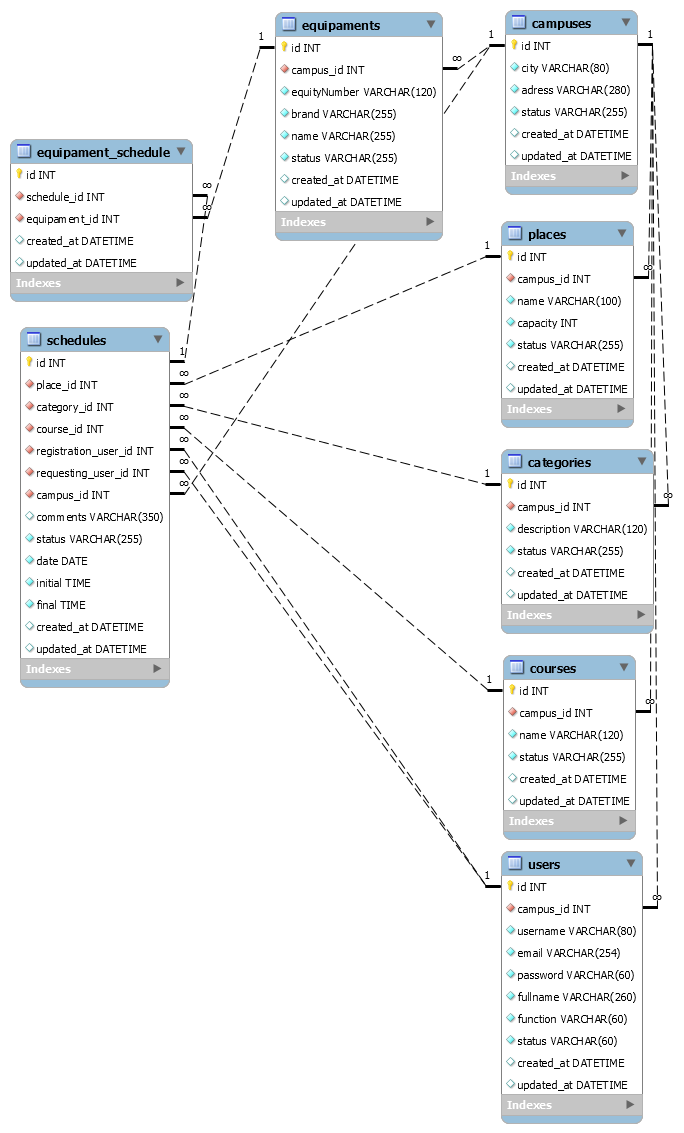 equipaments
id INT
campus_id INT
equityNumber VARCHAR(120)
brand VARCHAR(255)
name VARCHAR(255)
status VARCHAR(255)
created_at DATETIME
updated_at DATETIME
Indexes
campuses
id INT
city VARCHAR(80)
adress VARCHAR(280)
status VARCHAR(255)
created_at DATETIME
updated_at DATETIME
Indexes
equipament_schedule
id INT
schedule_id INT
equipament_id INT
created_at DATETIME
updated_at DATETIME
Indexes
places
id INT
campus_id INT
name VARCHAR(100)
capacity INT
status VARCHAR(255)
created_at DATETIME
updated_at DATETIME
Indexes
schedules
id INT
place_id INT
category_id INT
course_id INT
registration_user_id INT
requesting_user_id INT
campus_id INT
comments VARCHAR(350)
status VARCHAR(255)
date DATE
initial TIME
final TIME
created_at DATETIME
updated_at DATETIME
Indexes
categories
id INT
campus_id INT
description VARCHAR(120)
status VARCHAR(255)
created_at DATETIME
updated_at DATETIME
Indexes
courses
id INT
campus_id INT
name VARCHAR(120)
status VARCHAR(255)
created_at DATETIME
updated_at DATETIME
Indexes
users
id INT
campus_id INT
username VARCHAR(80)
email VARCHAR(254)
password VARCHAR(60)
fullname VARCHAR(260)
function VARCHAR(60)
status VARCHAR(60)
created_at DATETIME
updated_at DATETIME
Indexes
1
1
1
∞
∞
∞
1
∞
1
∞
∞
∞
∞
∞
∞
1
∞
1
∞
1
∞